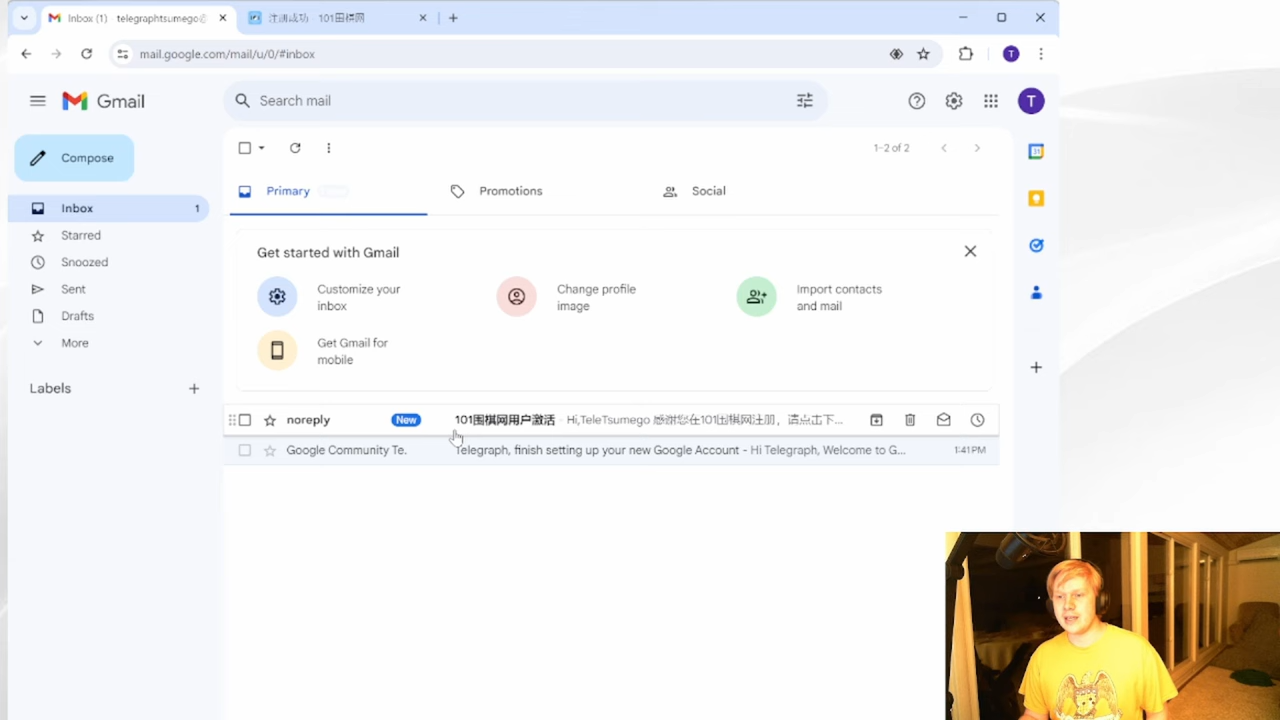 Inbox (1)
101围棋网
mail.google.com/mail/u/0/#inbox
T
Gmail
Search mail
T
Compose
1–2 of 2
Primary
Promotions
Social
Inbox 1
Starred
Snoozed
Sent
Drafts
More
Labels
Get started with Gmail
Customize your
inbox
Change profile
image
Import contacts
and mail
Get Gmail for
mobile
noreply New 101围棋网用户激活 - Hi,TeleTsumego 感谢您在101围棋网注册，请点击下...
Google Community Te. Telegraph, finish setting up your new Google Account - Hi Telegraph, Welcome to G... 1:41 PM